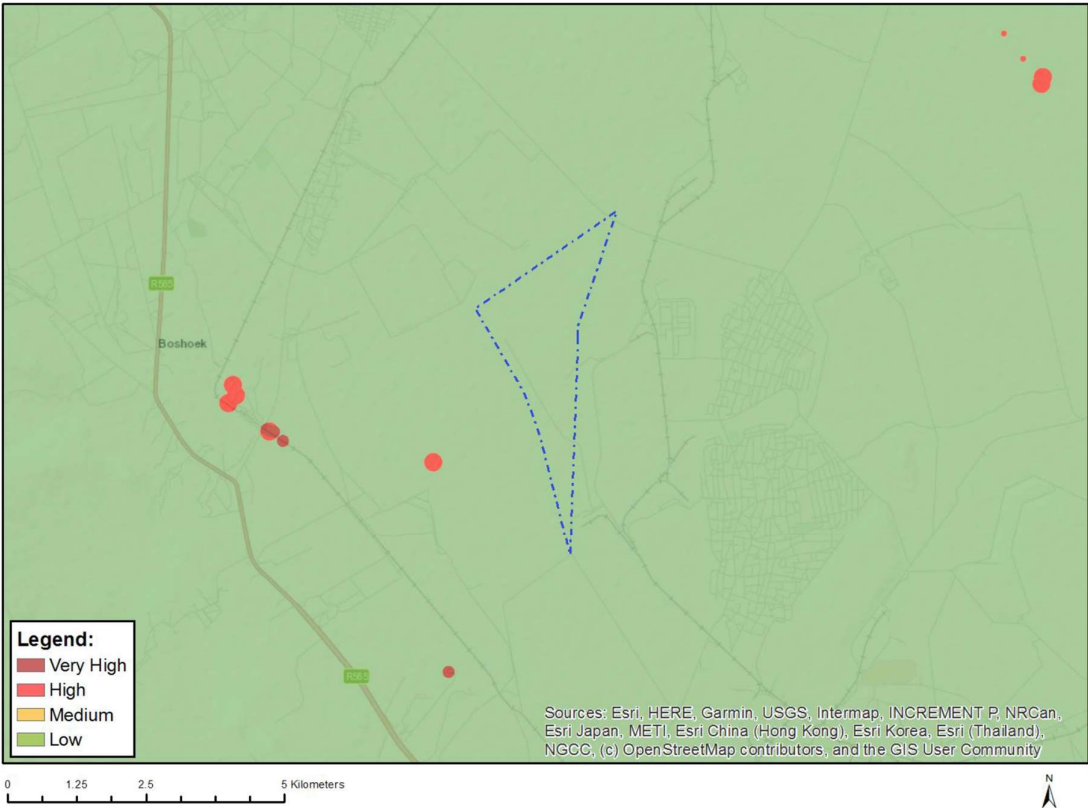 R565
Boshoek
R565
Legend:
Very High
High
Medium
Low
Sources: Esri, HERE, Garmin, USGS, Intermap, INCREMENT P, NRCan,
Esri Japan, METI, Esri China (Hong Kong), Esri Korea, Esri (Thailand),
NGCC, (c) OpenStreetMap contributors, and the GIS User Community
0 1.25 2.5 5 Kilometers
N